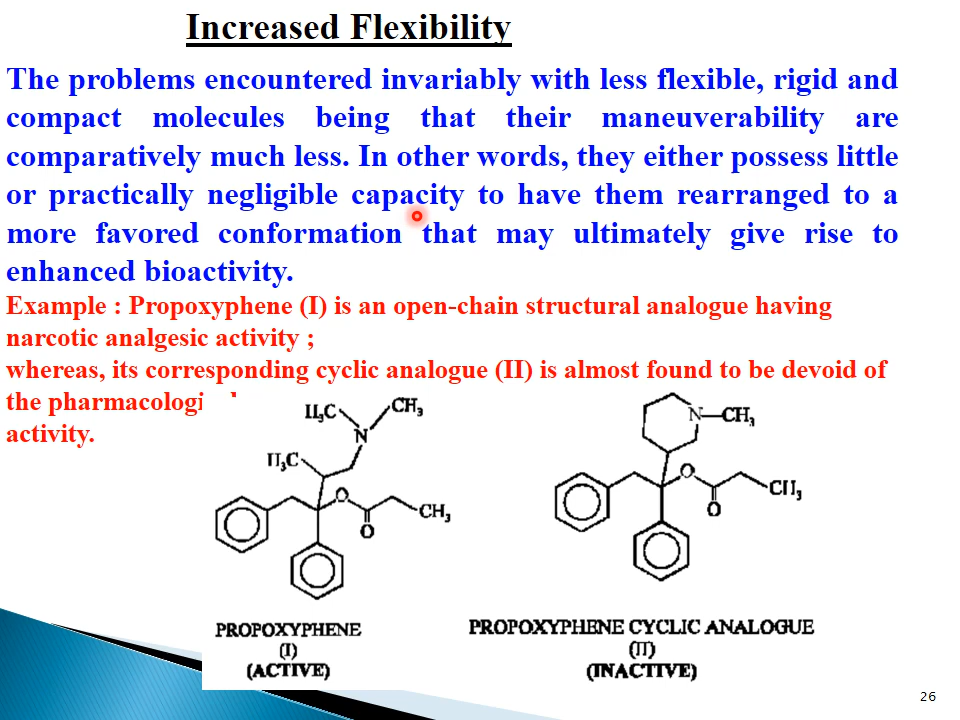 Increased Flexibility
The problems encountered invariably with less flexible, rigid and
compact molecules being that their maneuverability are
comparatively much less. In other words, they either possess little
or practically negligible capacity to have them rearranged to a
more favored conformation that may ultimately give rise to
enhanced bioactivity.
Example : Propoxyphene (I) is an open-chain structural analogue having
narcotic analgesic activity ;
whereas, its corresponding cyclic analogue (II) is almost found to be devoid of
the
activity.
H₃C CH₃
N
H₃C
O
CH₃
O
N—CH₃
O
CH₃
O
PROPOXYPHENE
(I)
(ACTIVE)
PROPOXYPHENE CYCLIC ANALOGUE
(II)
(INACTIVE)
26